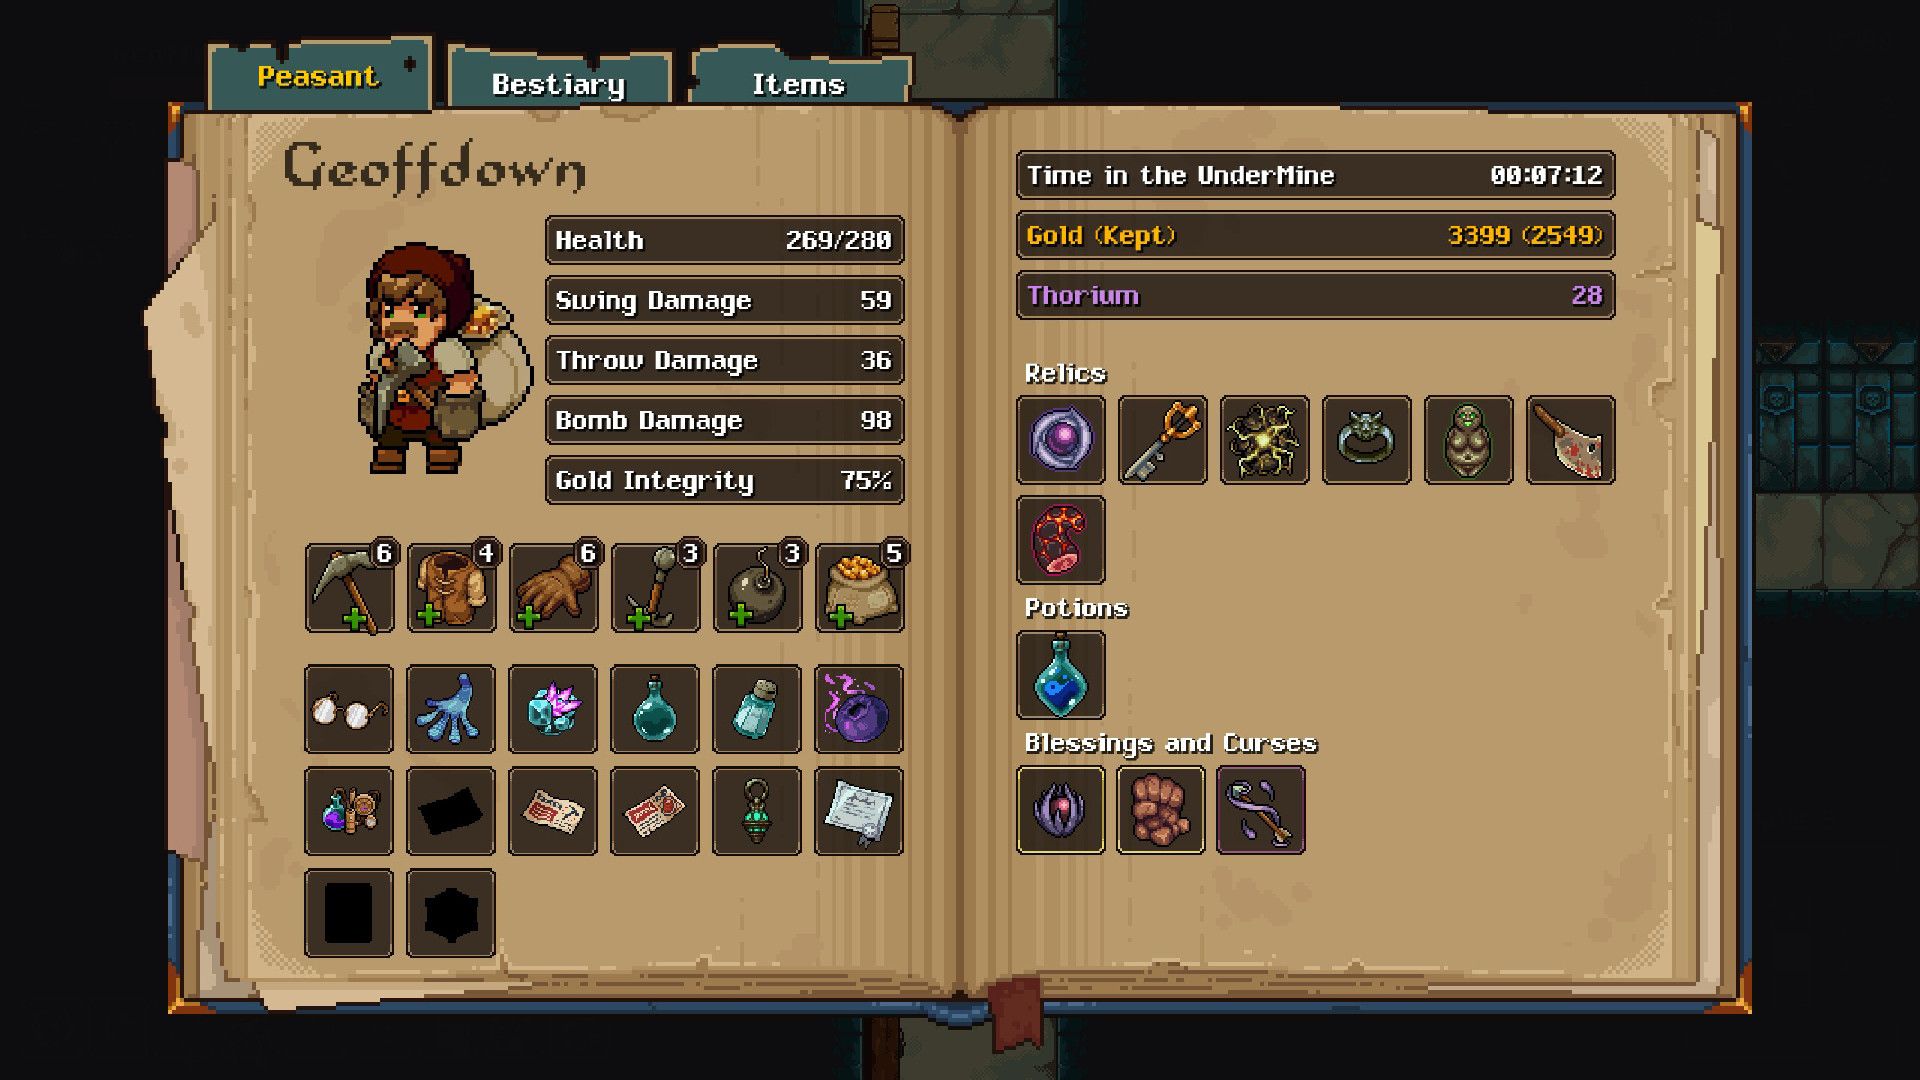 Peasant
Bestiary
Items
Geoffdown
Health 269/280
Swing Damage 59
Throw Damage 36
Bomb Damage 98
Gold Integrity 75%
6 4 6 3 3 5
Time in the UnderMine 00:07:12
Gold (Kept) 3399 (2549)
Thorium 28
Relics
Potions
Blessings and Curses